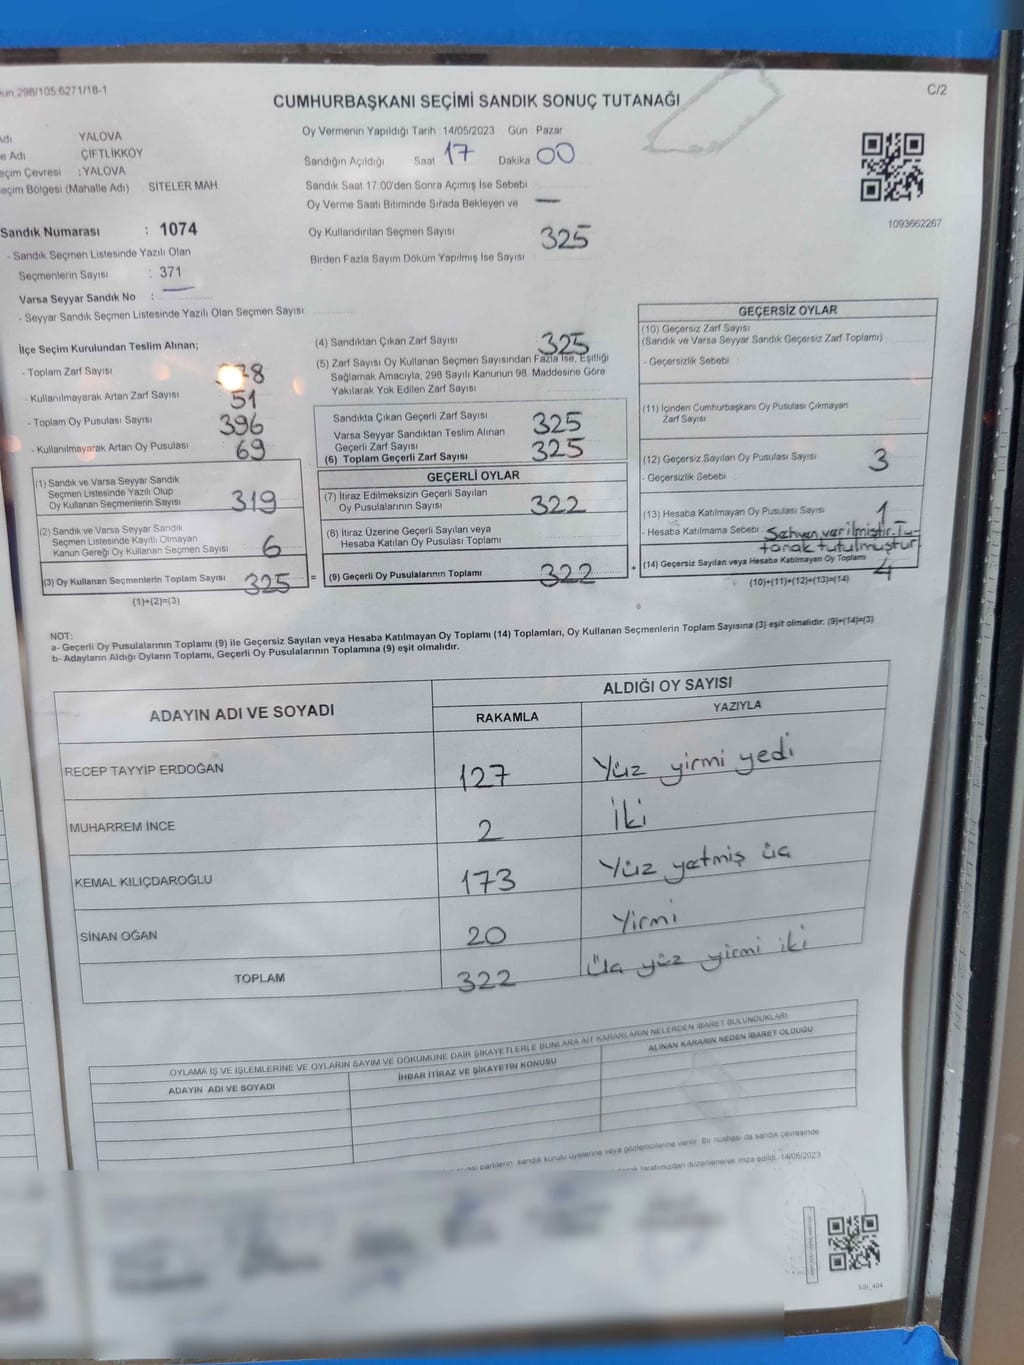 298/105.6271/18-1
C/2
CUMHURBAŞKANI SEÇİMİ SANDIK SONUÇ TUTANAĞI
YALOVA
Adı ÇİFTLİKKÖY
Seçim Çevresi : YALOVA
Seçim Bölgesi (Mahalle Adı) : SİTELER MAH.
Sandık Numarası : 1074
- Sandık Seçmen Listesinde Yazılı Olan
Seçmenlerin Sayısı : 371
Varsa Seyyar Sandık No :
- Seyyar Sandık Seçmen Listesinde Yazılı Olan Seçmen Sayısı
Oy Vermenin Yapıldığı Tarih 14/05/2023 Gün Pazar
Sandığın Açıldığı Saat 17 Dakika 00
Sandık Saat 17:00'den Sonra Açımış İse Sebebi
Oy Verme Saati Bitiminde Sırada Bekleyen ve —
Oy Kullandırılan Seçmen Sayısı 325
Birden Fazla Sayım Döküm Yapılmış İse Sayısı
1093662267
İlçe Seçim Kurulundan Teslim Alınan;
- Toplam Zarf Sayısı
- Kullanılmayarak Artan Zarf Sayısı 51
- Toplam Oy Pusulası Sayısı 396
- Kullanılmayarak Artan Oy Pusulası 69
(1) Sandık ve Varsa Seyyar Sandık
Seçmen Listesinde Yazılı Olup
Oy Kullanan Seçmenlerin Sayısı 319
(2) Sandık ve Varsa Seyyar Sandık
Seçmen Listesinde Kayıtlı Olmayan
Kanun Gereği Oy Kullanan Seçmen Sayısı 6
(3) Oy Kullanan Seçmenlerin Toplam Sayısı 325 =
(1)+(2)=(3)
(4) Sandıktan Çıkan Zarf Sayısı 325
(5) Zarf Sayısı Oy Kullanan Seçmen Sayısından Fazla İse, Eşitliği
Sağlamak Amacıyla, 298 Sayılı Kanunun 98. Maddesine Göre
Yakılarak Yok Edilen Zarf Sayısı
Sandıkta Çıkan Geçerli Zarf Sayısı 325
Varsa Seyyar Sandıktan Teslim Alınan
Geçerli Zarf Sayısı
(6) Toplam Geçerli Zarf Sayısı 325
GEÇERLİ OYLAR
(7) İtiraz Edilmeksizin Geçerli Sayılan
Oy Pusulalarının Sayısı 322
(8) İtiraz Üzerine Geçerli Sayılan veya
Hesaba Katılan Oy Pusulası Toplamı
(9) Geçerli Oy Pusulalarının Toplamı 322 +
GEÇERSİZ OYLAR
(10) Geçersiz Zarf Sayısı
(Sandık ve Varsa Seyyar Sandık Geçersiz Zarf Toplamı)
- Geçersizlik Sebebi :
(11) İçinden Cumhurbaşkanı Oy Pusulası Çıkmayan
Zarf Sayısı
(12) Geçersiz Sayılan Oy Pusulası Sayısı 3
- Geçersizlik Sebebi :
(13) Hesaba Katılmayan Oy Pusulası Sayısı 1
- Hesaba Katılmama Sebebi : Sehven verilmiştir. Tu-
tanak tutulmuştur.
(14) Geçersiz Sayılan veya Hesaba Katılmayan Oy Toplamı 4
(10)+(11)+(12)+(13)=(14)
NOT:
a- Geçerli Oy Pusulalarının Toplamı (9) ile Geçersiz Sayılan veya Hesaba Katılmayan Oy Toplamı (14) Toplamları, Oy Kullanan Seçmenlerin Toplam Sayısına (3) eşit olmalıdır. (9)+(14)=(3)
b- Adayların Aldığı Oyların Toplamı, Geçerli Oy Pusulalarının Toplamına (9) eşit olmalıdır.
ADAYIN ADI VE SOYADI
ALDIĞI OY SAYISI
RAKAMLA YAZIYLA
RECEP TAYYİP ERDOĞAN 127 Yüz yirmi yedi
MUHARREM İNCE 2 İki
KEMAL KILIÇDAROĞLU 173 Yüz yetmiş üç
SİNAN OĞAN 20 Yirmi
TOPLAM 322 Üç yüz yirmi iki
OYLAMA İŞ VE İŞLEMLERİNE VE OYLARIN SAYIM VE DÖKÜMÜNE DAİR ŞİKAYETLERLE BUNLARA AİT KARARLARIN NELERDEN İBARET BULUNDUKLARI
ADAYIN ADI VE SOYADI
İHBAR İTİRAZ VE ŞİKAYETİN KONUSU
ALINAN KARARIN NEDEN İBARET OLDUĞU
partilerin sandık kurulu üyelerine veya gözlemcilerine verilir. Bir nüshası da sandık çevresinde
tarafımızdan düzenlenerek imza edildi. 14/05/2023